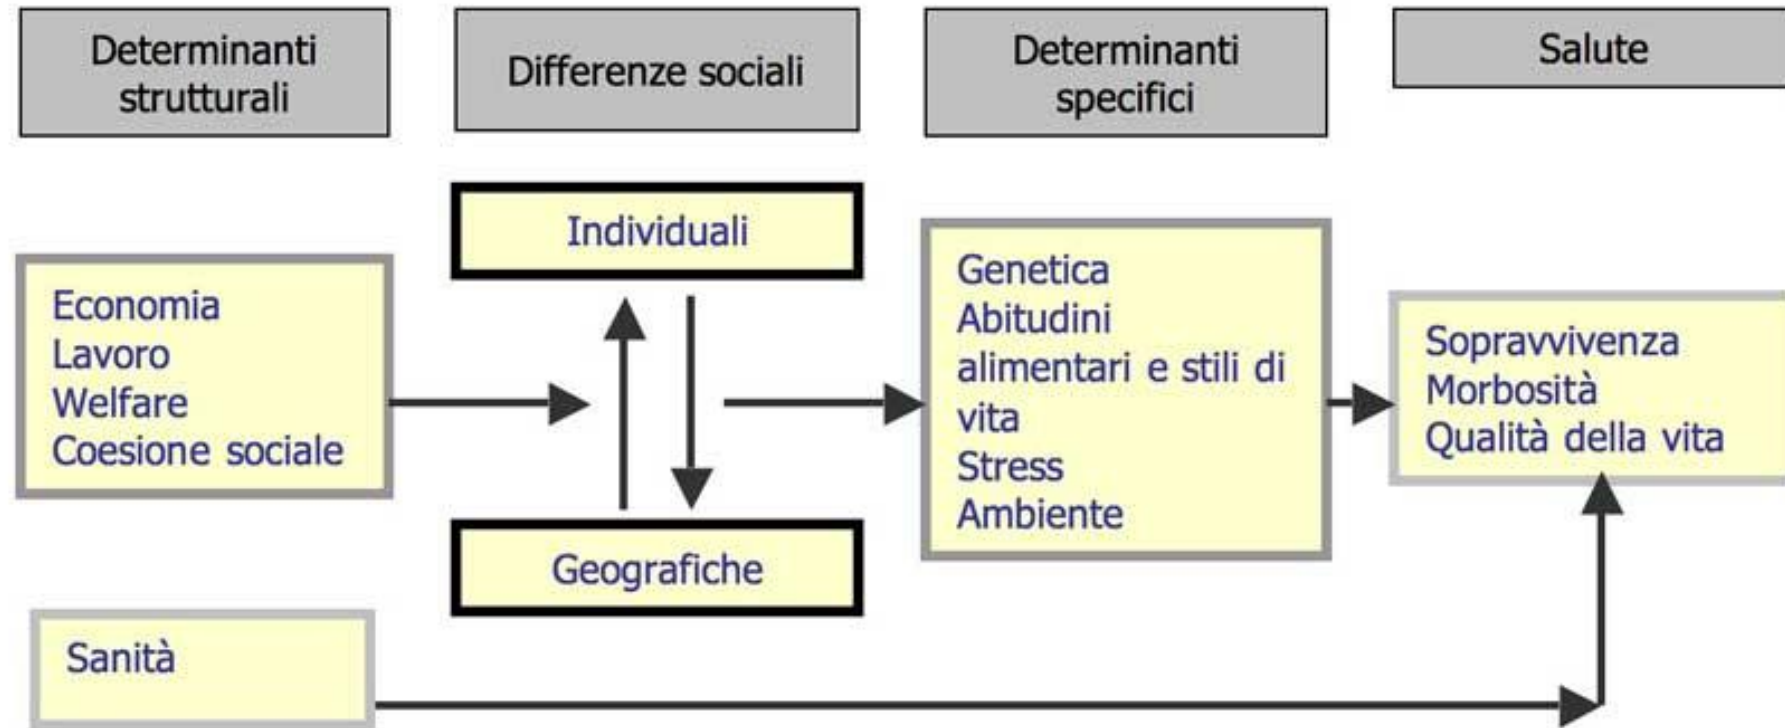 Determinanti
strutturali
Differenze sociali
Determinanti
specifici
Salute
Economia
Lavoro
Welfare
Coesione sociale
Individuali
Geografiche
Genetica
Abitudini
alimentari e stili di
vita
Stress
Ambiente
Sopravvivenza
Morbosità
Qualità della vita
Sanità